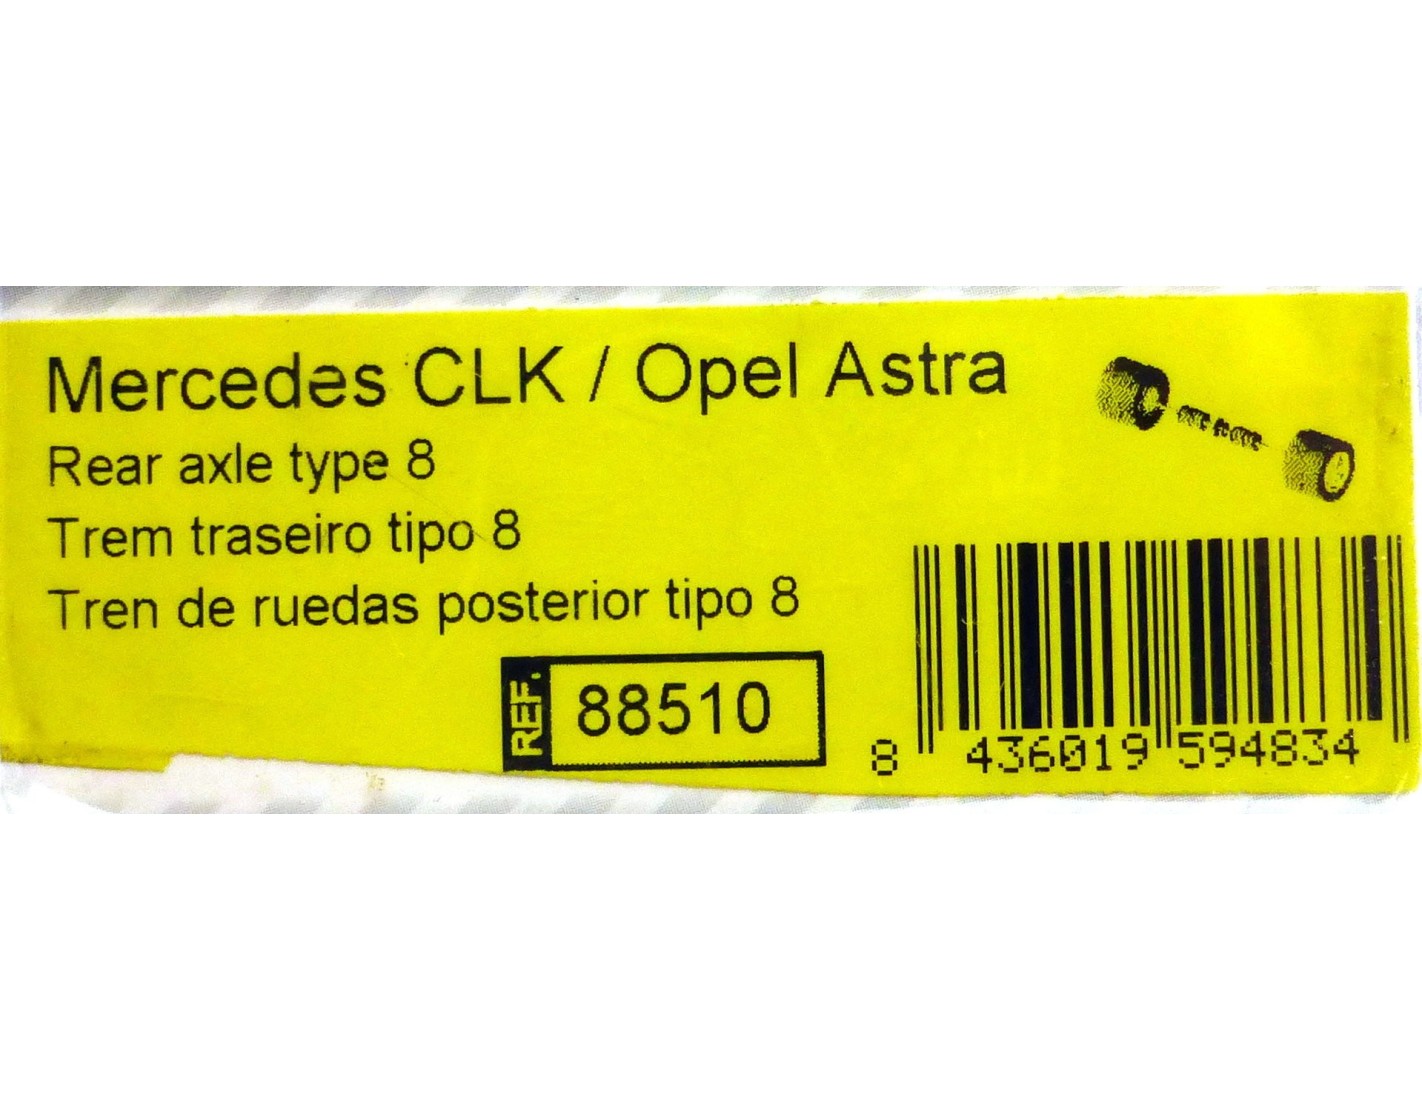 Mercedes CLK / Opel Astra
Rear axle type 8
Trem traseiro tipo 8
Tren de ruedas posterior tipo 8
REF. 88510
8 436019 594834